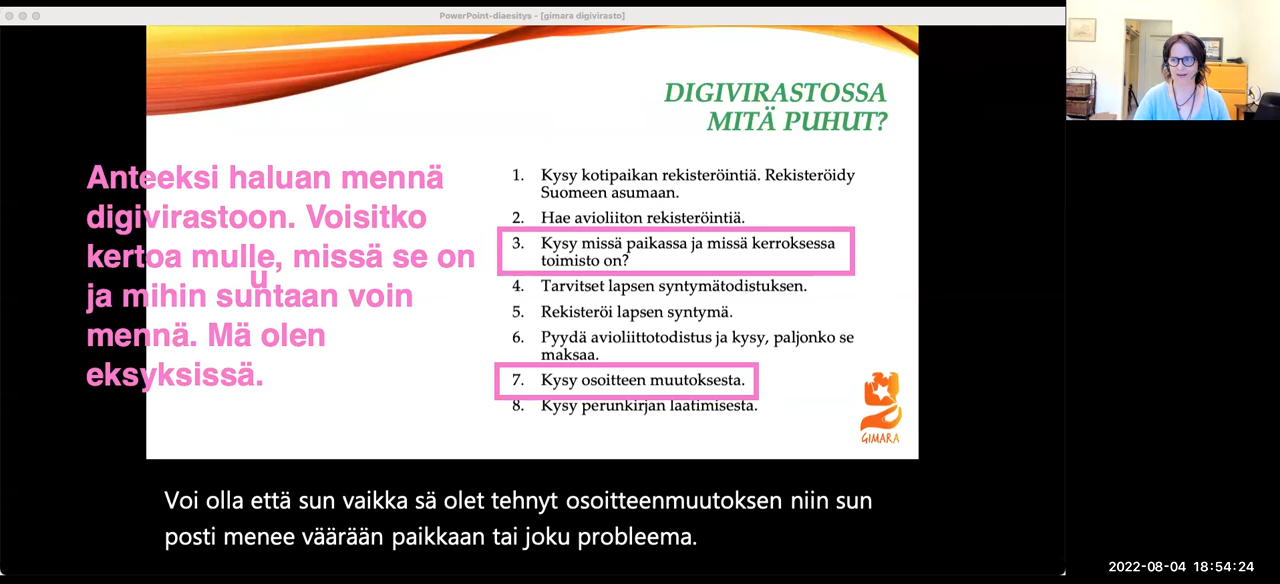 PowerPoint-diaesitys - [gimara digivirasto]
DIGIVIRASTOSSA
MITÄ PUHUT?
Anteeksi haluan mennä
digivirastoon. Voisitko
kertoa mulle, missä se on
u
ja mihin suntaan voin
mennä. Mä olen
eksyksissä.
1. Kysy kotipaikan rekisteröintiä. Rekisteröidy
Suomeen asumaan.
2. Hae avioliiton rekisteröintiä.
3. Kysy missä paikassa ja missä kerroksessa
toimisto on?
4. Tarvitset lapsen syntymätodistuksen.
5. Rekisteröi lapsen syntymä.
6. Pyydä avioliittotodistus ja kysy, paljonko se
maksaa.
7. Kysy osoitteen muutoksesta.
8. Kysy perunkirjan laatimisesta.
GIMARA
Voi olla että sun vaikka sä olet tehnyt osoitteenmuutoksen niin sun
posti menee väärään paikkaan tai joku probleema.
2022-08-04 18:54:24